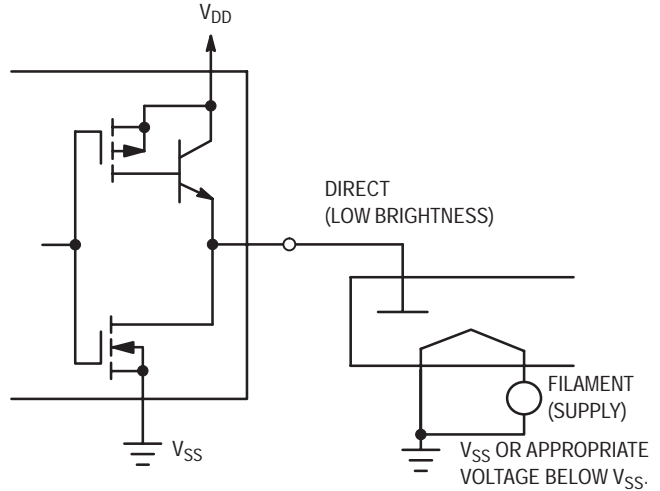 VDD
DIRECT
(LOW BRIGHTNESS)
FILAMENT
(SUPPLY)
VSS
VSS OR APPROPRIATE
VOLTAGE BELOW VSS.